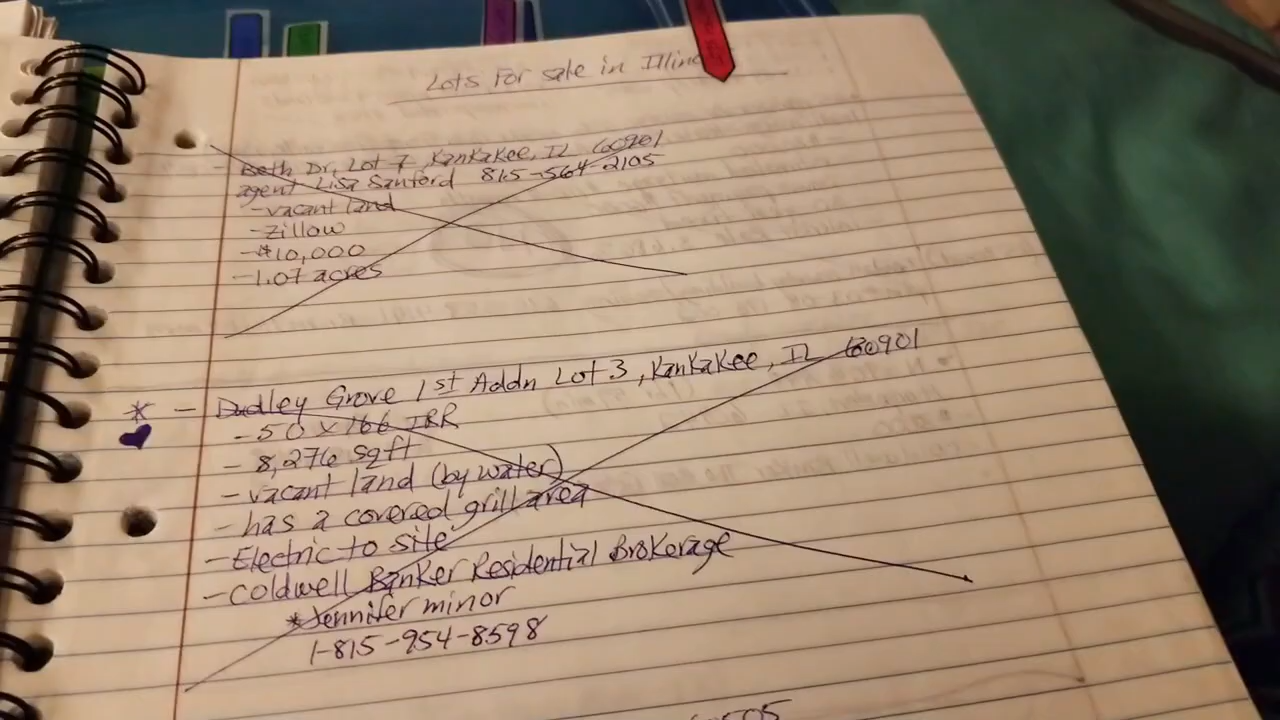 Lots For sale in Illino
- Beth Dr, Lot 7, Kankakee, IL 60901
agent Lisa Sanford 815-564-2105
- vacant land
- Zillow
- $10,000
- 1.07 acres
* - Dudley Grove 1st Addn Lot 3, Kankakee, IL 60901
- 50 x 166 IRR
- 8,276 sqft
- vacant land (by water)
- has a covered grill area
- Electric to site
- Coldwell Banker Residential Brokerage
* Jennifer minor
1-815-954-8598